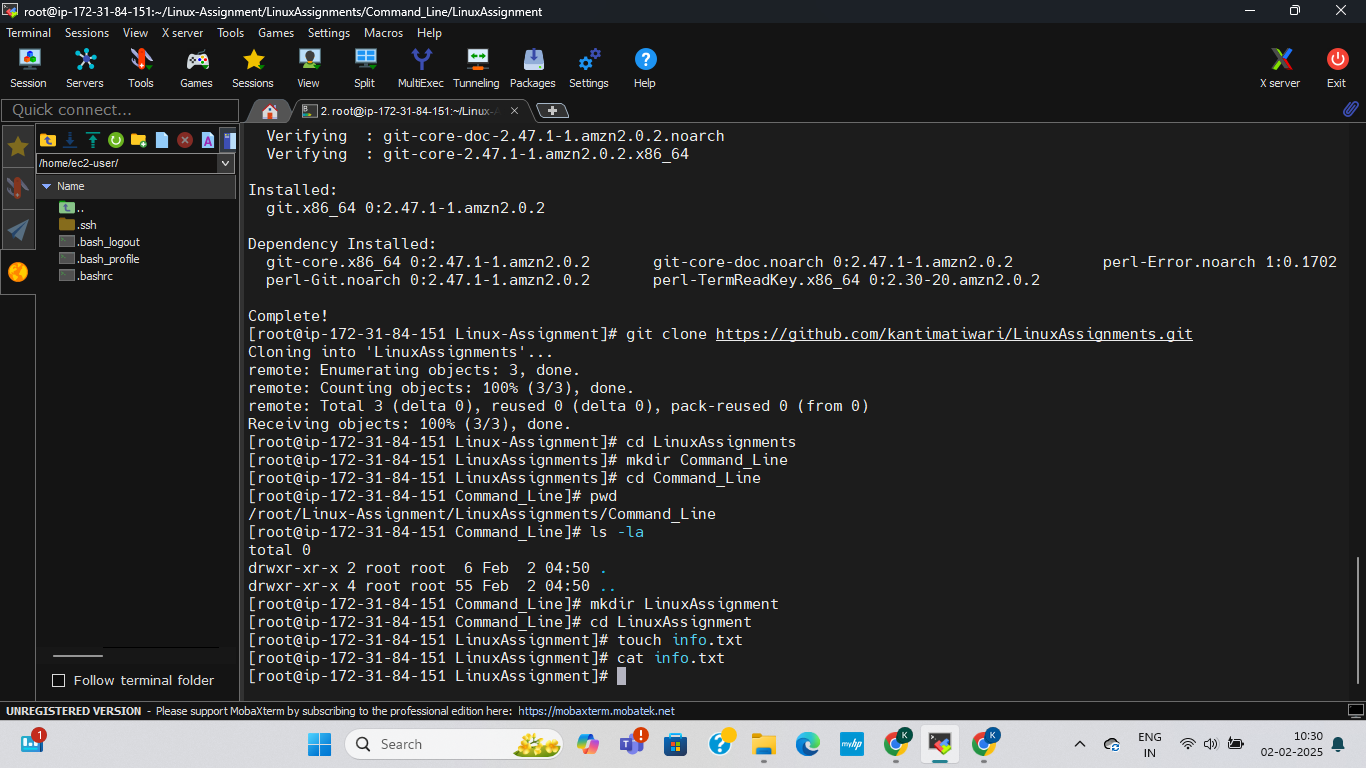 root@ip-172-31-84-151:~/Linux-Assignment/LinuxAssignments/Command_Line/LinuxAssignment
Terminal Sessions View X server Tools Games Settings Macros Help
Session Servers Tools Games Sessions View Split MultiExec Tunneling Packages Settings Help X server Exit
Quick connect...
2. root@ip-172-31-84-151:~/Linux-A
/home/ec2-user/
Name
..
.ssh
.bash_logout
.bash_profile
.bashrc
Follow terminal folder
Verifying  : git-core-doc-2.47.1-1.amzn2.0.2.noarch
Verifying  : git-core-2.47.1-1.amzn2.0.2.x86_64
Installed:
git.x86_64 0:2.47.1-1.amzn2.0.2
Dependency Installed:
git-core.x86_64 0:2.47.1-1.amzn2.0.2 git-core-doc.noarch 0:2.47.1-1.amzn2.0.2 perl-Error.noarch 1:0.1702
perl-Git.noarch 0:2.47.1-1.amzn2.0.2 perl-TermReadKey.x86_64 0:2.30-20.amzn2.0.2
Complete!
[root@ip-172-31-84-151 Linux-Assignment]# git clone https://github.com/kantimatiwari/LinuxAssignments.git
Cloning into 'LinuxAssignments'...
remote: Enumerating objects: 3, done.
remote: Counting objects: 100% (3/3), done.
remote: Total 3 (delta 0), reused 0 (delta 0), pack-reused 0 (from 0)
Receiving objects: 100% (3/3), done.
[root@ip-172-31-84-151 Linux-Assignment]# cd LinuxAssignments
[root@ip-172-31-84-151 LinuxAssignments]# mkdir Command_Line
[root@ip-172-31-84-151 LinuxAssignments]# cd Command_Line
[root@ip-172-31-84-151 Command_Line]# pwd
/root/Linux-Assignment/LinuxAssignments/Command_Line
[root@ip-172-31-84-151 Command_Line]# ls -la
total 0
drwxr-xr-x 2 root root  6 Feb  2 04:50 .
drwxr-xr-x 4 root root 55 Feb  2 04:50 ..
[root@ip-172-31-84-151 Command_Line]# mkdir LinuxAssignment
[root@ip-172-31-84-151 Command_Line]# cd LinuxAssignment
[root@ip-172-31-84-151 LinuxAssignment]# touch info.txt
[root@ip-172-31-84-151 LinuxAssignment]# cat info.txt
[root@ip-172-31-84-151 LinuxAssignment]#
UNREGISTERED VERSION - Please support MobaXterm by subscribing to the professional edition here: https://mobaxterm.mobatek.net
1 Search myhp K K ENG 10:30
IN 02-02-2025